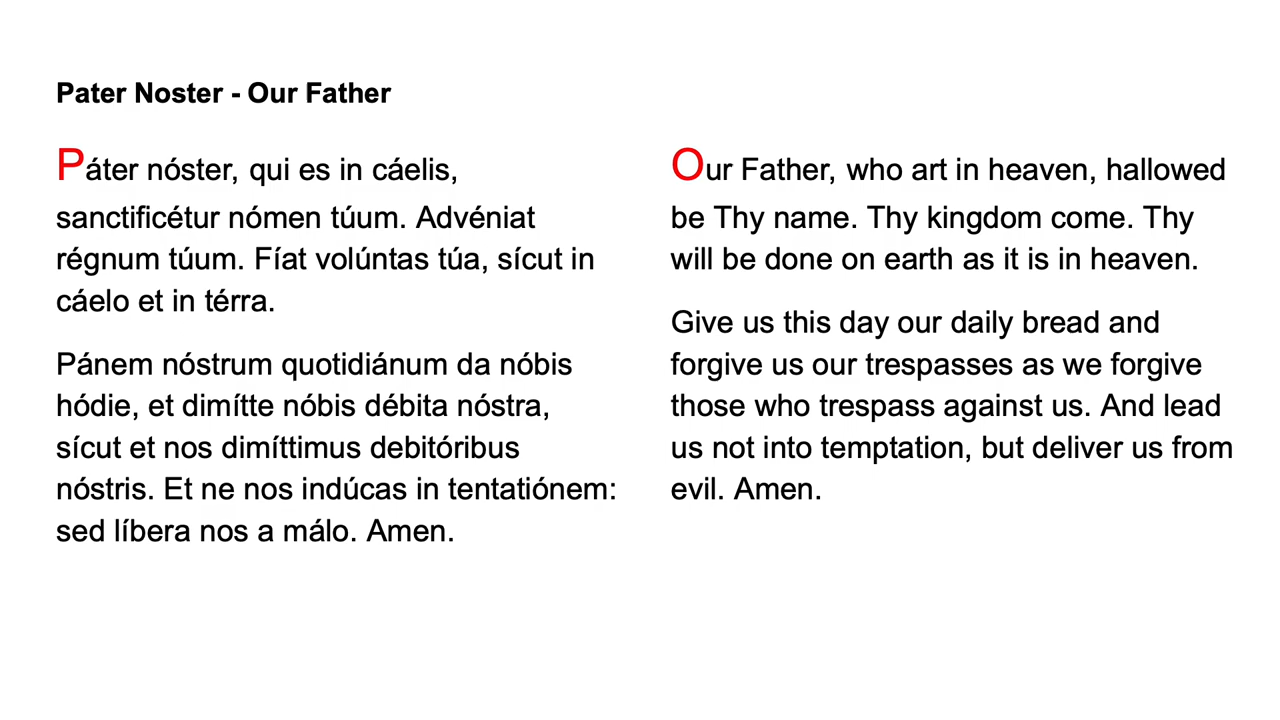 Pater Noster - Our Father
Páter nóster, qui es in cáelis,
sanctificétur nómen túum. Advéniat
régnum túum. Fíat volúntas túa, sícut in
cáelo et in térra.
Pánem nóstrum quotidiánum da nóbis
hódie, et dimítte nóbis débita nóstra,
sícut et nos dimíttimus debitóribus
nóstris. Et ne nos indúcas in tentatiónem:
sed líbera nos a málo. Amen.
Our Father, who art in heaven, hallowed
be Thy name. Thy kingdom come. Thy
will be done on earth as it is in heaven.
Give us this day our daily bread and
forgive us our trespasses as we forgive
those who trespass against us. And lead
us not into temptation, but deliver us from
evil. Amen.